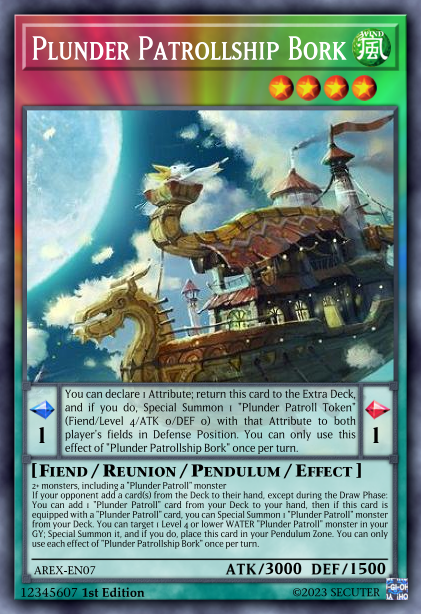 Plunder Patrollship Bork
WIND
風
You can declare 1 Attribute; return this card to the Extra Deck,
and if you do, Special Summon 1 "Plunder Patroll Token"
(Fiend/Level 4/ATK 0/DEF 0) with that Attribute to both
player's fields in Defense Position. You can only use this
effect of "Plunder Patrollship Bork" once per turn.
1
1
[ Fiend / Reunion / Pendulum / Effect ]
2+ monsters, including a "Plunder Patroll" monster
If your opponent add a card(s) from the Deck to their hand, except during the Draw Phase:
You can add 1 "Plunder Patroll" card from your Deck to your hand, then if this card is
equipped with a "Plunder Patroll" card, you can Special Summon 1 "Plunder Patroll" monster
from your Deck. You can target 1 Level 4 or lower WATER "Plunder Patroll" monster in your
GY; Special Summon it, and if you do, place this card in your Pendulum Zone. You can only
use each effect of "Plunder Patrollship Bork" once per turn.
AREX-EN07
ATK/3000 DEF/1500
12345607 1st Edition
©2023 SECUTER